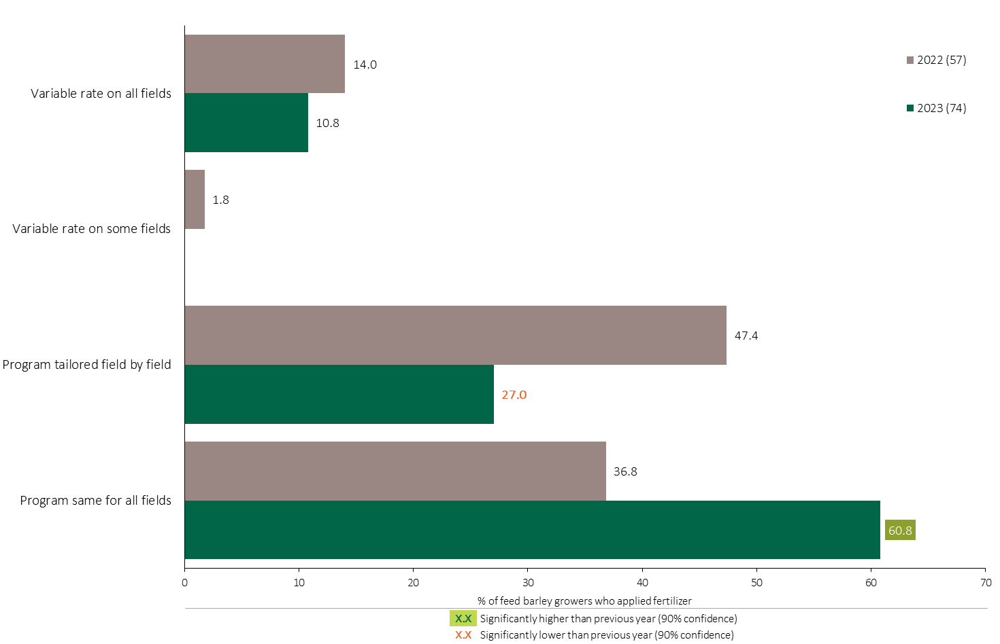 2022 (57)
2023 (74)
Variable rate on all fields
14.0
10.8
Variable rate on some fields
1.8
Program tailored field by field
47.4
27.0
Program same for all fields
36.8
60.8
0 10 20 30 40 50 60 70
% of feed barley growers who applied fertilizer
X.X Significantly higher than previous year (90% confidence)
X.X Significantly lower than previous year (90% confidence)